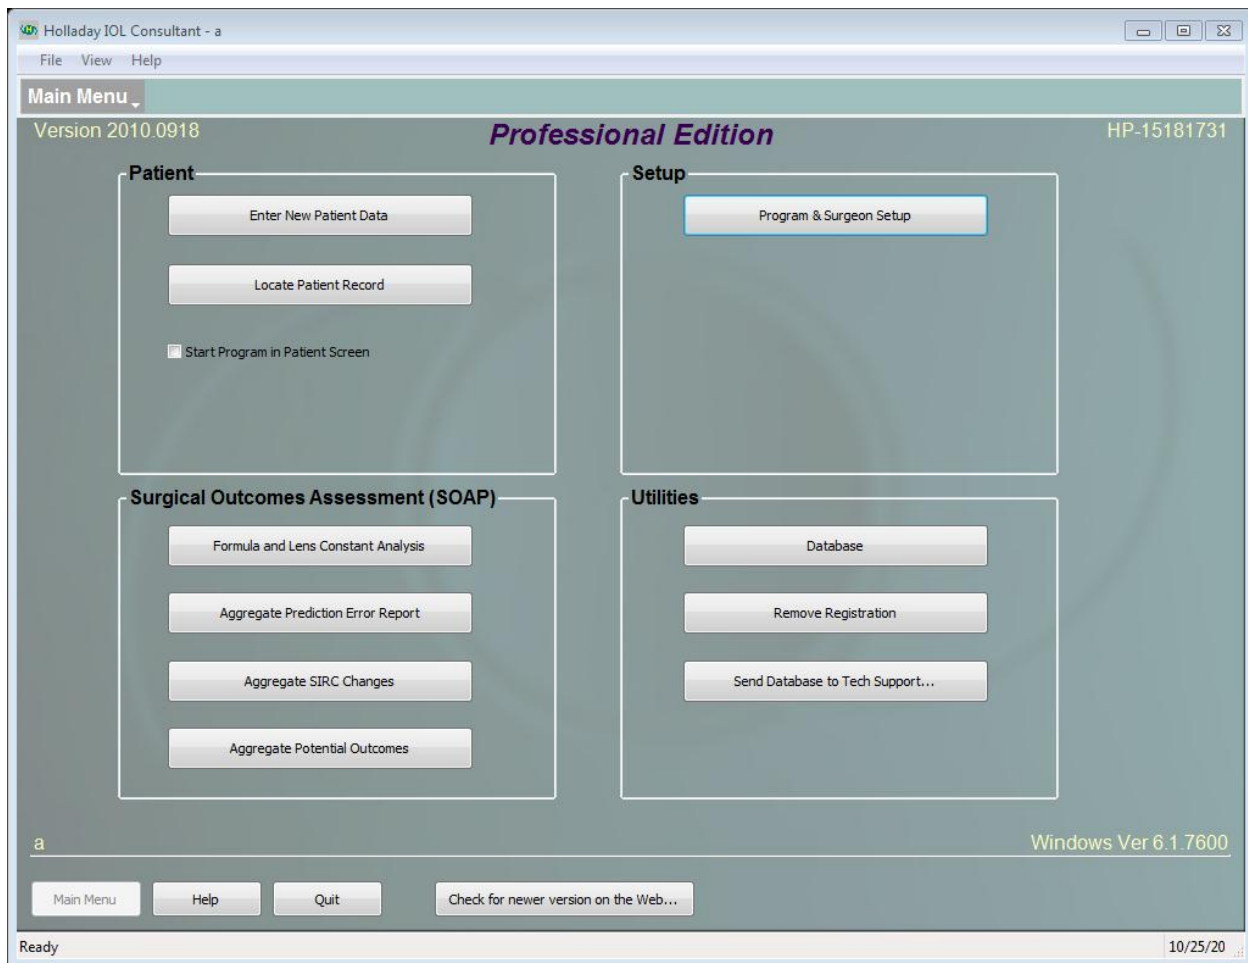 Holladay IOL Consultant - a
File View Help
Main Menu
Version 2010.0918
Professional Edition
HP-15181731
Patient
Enter New Patient Data
Locate Patient Record
Start Program in Patient Screen
Setup
Program & Surgeon Setup
Surgical Outcomes Assessment (SOAP)
Formula and Lens Constant Analysis
Aggregate Prediction Error Report
Aggregate SIRC Changes
Aggregate Potential Outcomes
Utilities
Database
Remove Registration
Send Database to Tech Support...
a
Windows Ver 6.1.7600
Main Menu
Help
Quit
Check for newer version on the Web...
Ready
10/25/20